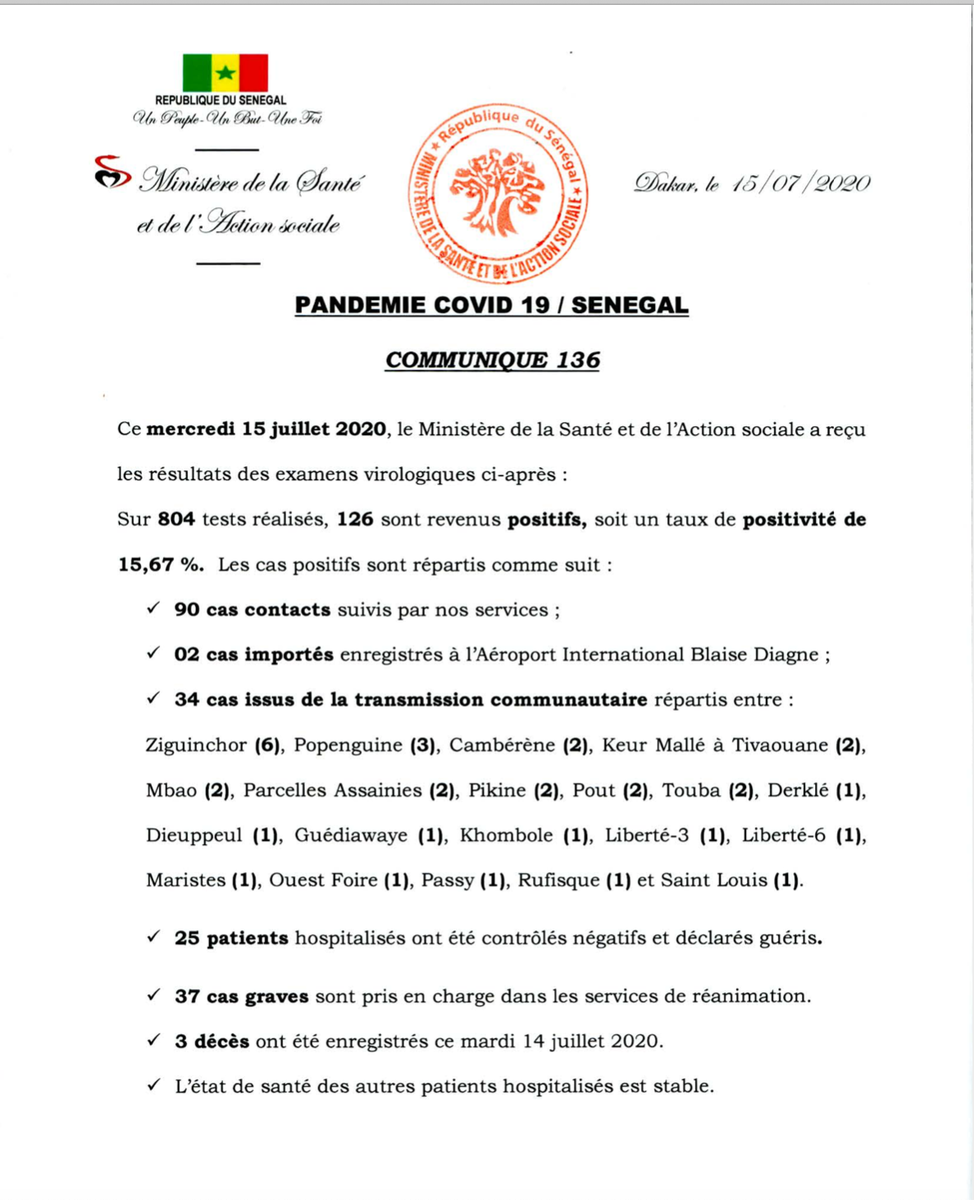 REPUBLIQUE DU SENEGAL
Un Peuple-Un But-Une Foi
Ministère de la Santé
et de l'Action sociale
★ République du Sénégal ★
MINISTÈRE DE LA SANTÉ ET DE L'ACTION SOCIALE
Dakar, le 15/07/2020
PANDEMIE COVID 19 / SENEGAL
COMMUNIQUE 136
Ce mercredi 15 juillet 2020, le Ministère de la Santé et de l'Action sociale a reçu
les résultats des examens virologiques ci-après :
Sur 804 tests réalisés, 126 sont revenus positifs, soit un taux de positivité de
15,67 %. Les cas positifs sont répartis comme suit :
✓ 90 cas contacts suivis par nos services ;
✓ 02 cas importés enregistrés à l'Aéroport International Blaise Diagne ;
✓ 34 cas issus de la transmission communautaire répartis entre :
Ziguinchor (6), Popenguine (3), Cambérène (2), Keur Mallé à Tivaouane (2),
Mbao (2), Parcelles Assainies (2), Pikine (2), Pout (2), Touba (2), Derklé (1),
Dieuppeul (1), Guédiawaye (1), Khombole (1), Liberté-3 (1), Liberté-6 (1),
Maristes (1), Ouest Foire (1), Passy (1), Rufisque (1) et Saint Louis (1).
✓ 25 patients hospitalisés ont été contrôlés négatifs et déclarés guéris.
✓ 37 cas graves sont pris en charge dans les services de réanimation.
✓ 3 décès ont été enregistrés ce mardi 14 juillet 2020.
✓ L'état de santé des autres patients hospitalisés est stable.